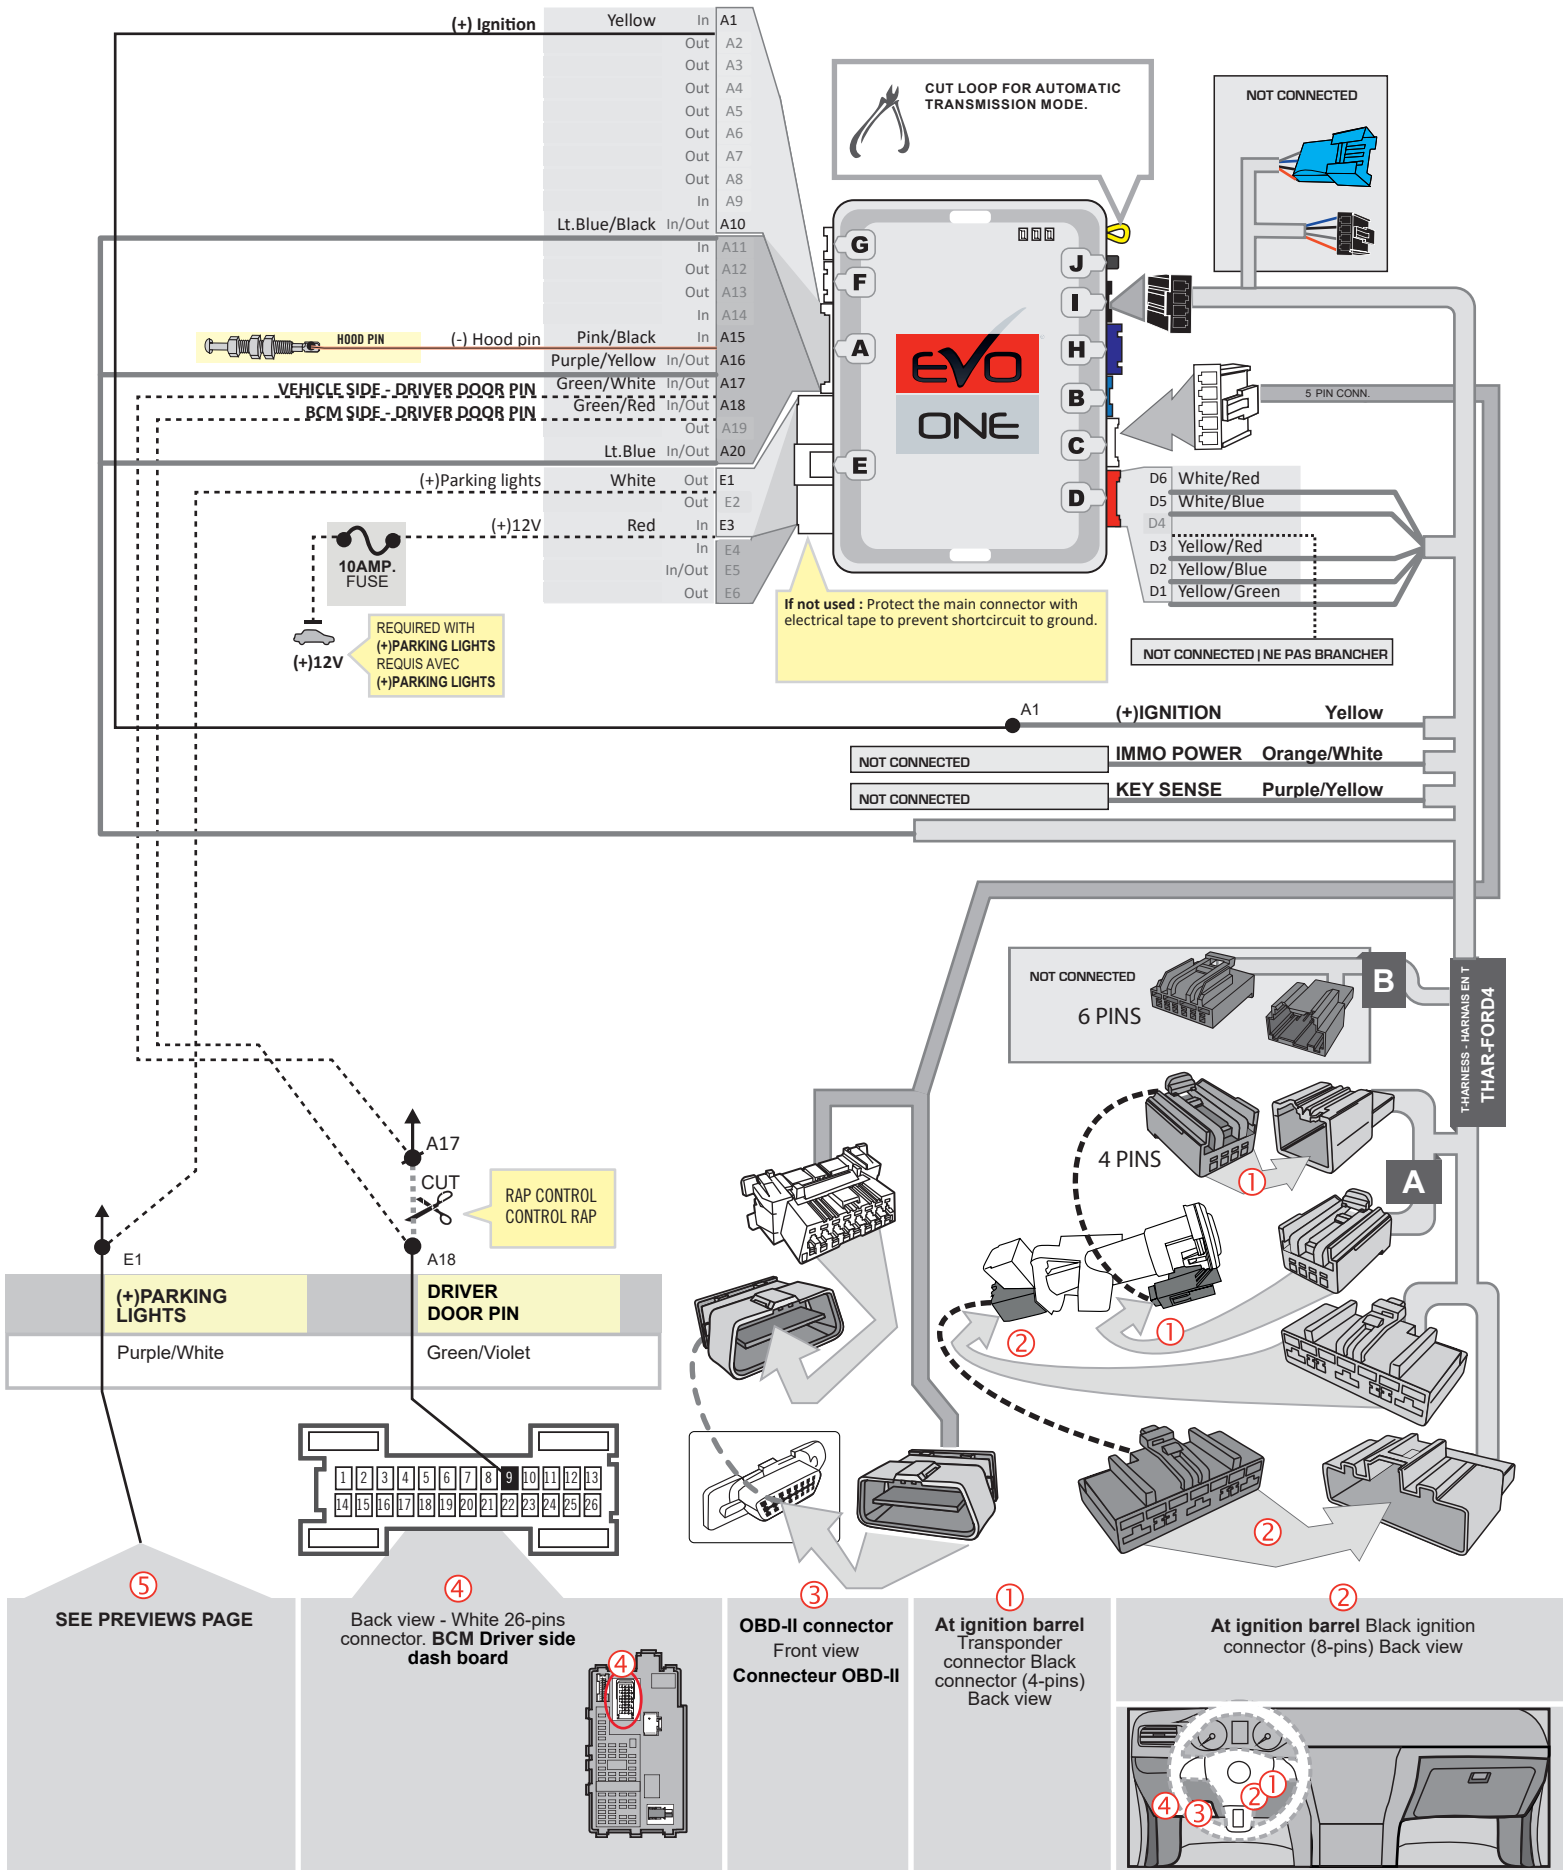 (+) Ignition Yellow In A1
Out A2
Out A3
Out A4
Out A5
Out A6
Out A7
Out A8
In A9
Lt.Blue/Black In/Out A10
In A11
Out A12
Out A13
In A14
HOOD PIN (-) Hood pin Pink/Black In A15
Purple/Yellow In/Out A16
VEHICLE SIDE - DRIVER DOOR PIN Green/White In/Out A17
BCM SIDE - DRIVER DOOR PIN Green/Red In/Out A18
Out A19
Lt.Blue In/Out A20
(+)Parking lights White Out E1
Out E2
(+)12V Red In E3
In E4
In/Out E5
Out E6
10AMP.
FUSE
(+)12V
REQUIRED WITH
(+)PARKING LIGHTS
REQUIS AVEC
(+)PARKING LIGHTS
CUT LOOP FOR AUTOMATIC
TRANSMISSION MODE.
NOT CONNECTED
G
F
A
E
J
I
H
B
C
D
EVO
ONE
5 PIN CONN.
D6 White/Red
D5 White/Blue
D4
D3 Yellow/Red
D2 Yellow/Blue
D1 Yellow/Green
NOT CONNECTED | NE PAS BRANCHER
If not used : Protect the main connector with
electrical tape to prevent shortcircuit to ground.
A1 (+)IGNITION Yellow
NOT CONNECTED IMMO POWER Orange/White
NOT CONNECTED KEY SENSE Purple/Yellow
NOT CONNECTED
6 PINS
B
T-HARNESS - HARNAIS EN T
THAR-FORD4
4 PINS
1
A
A17
CUT
RAP CONTROL
CONTROL RAP
E1
A18
(+)PARKING
LIGHTS
DRIVER
DOOR PIN
Purple/White
Green/Violet
1
2
1 2 3 4 5 6 7 8 9 10 11 12 13
14 15 16 17 18 19 20 21 22 23 24 25 26
2
5
SEE PREVIEWS PAGE
4
Back view - White 26-pins
connector. BCM Driver side
dash board
4
3
OBD-II connector
Front view
Connecteur OBD-II
1
At ignition barrel
Transponder
connector Black
connector (4-pins)
Back view
2
At ignition barrel Black ignition
connector (8-pins) Back view
1
2
3
4